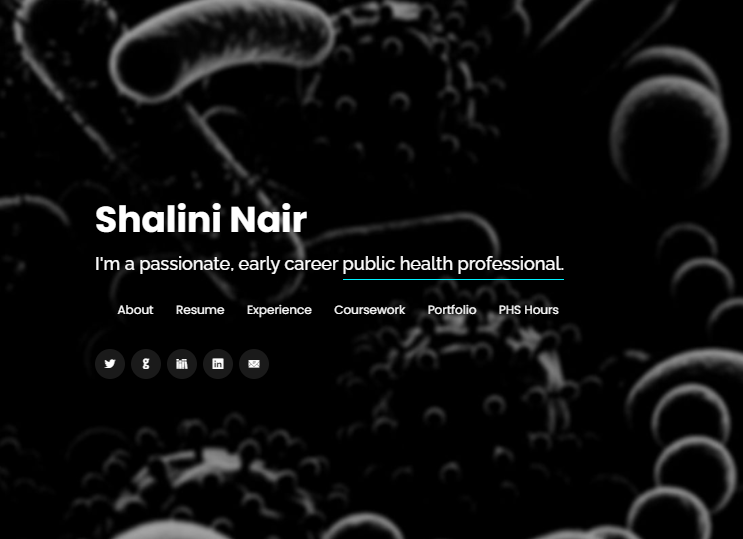 Shalini Nair
I'm a passionate, early career public health professional.
About Resume Experience Coursework Portfolio PHS Hours